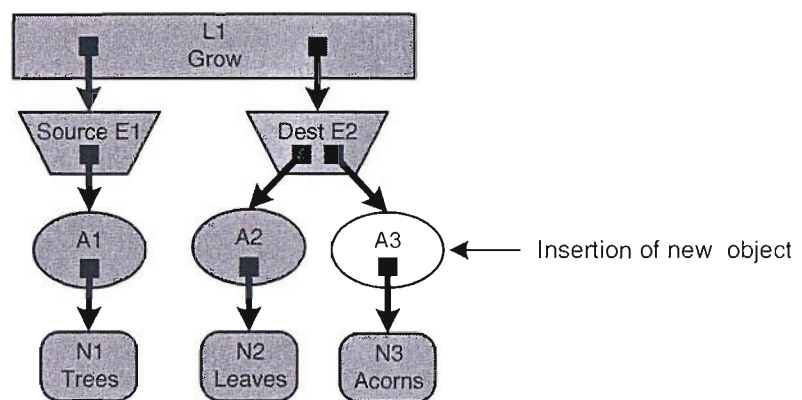 L1
Grow
Source E1
Dest E2
A1
A2
A3
Insertion of new object
N1
Trees
N2
Leaves
N3
Acorns